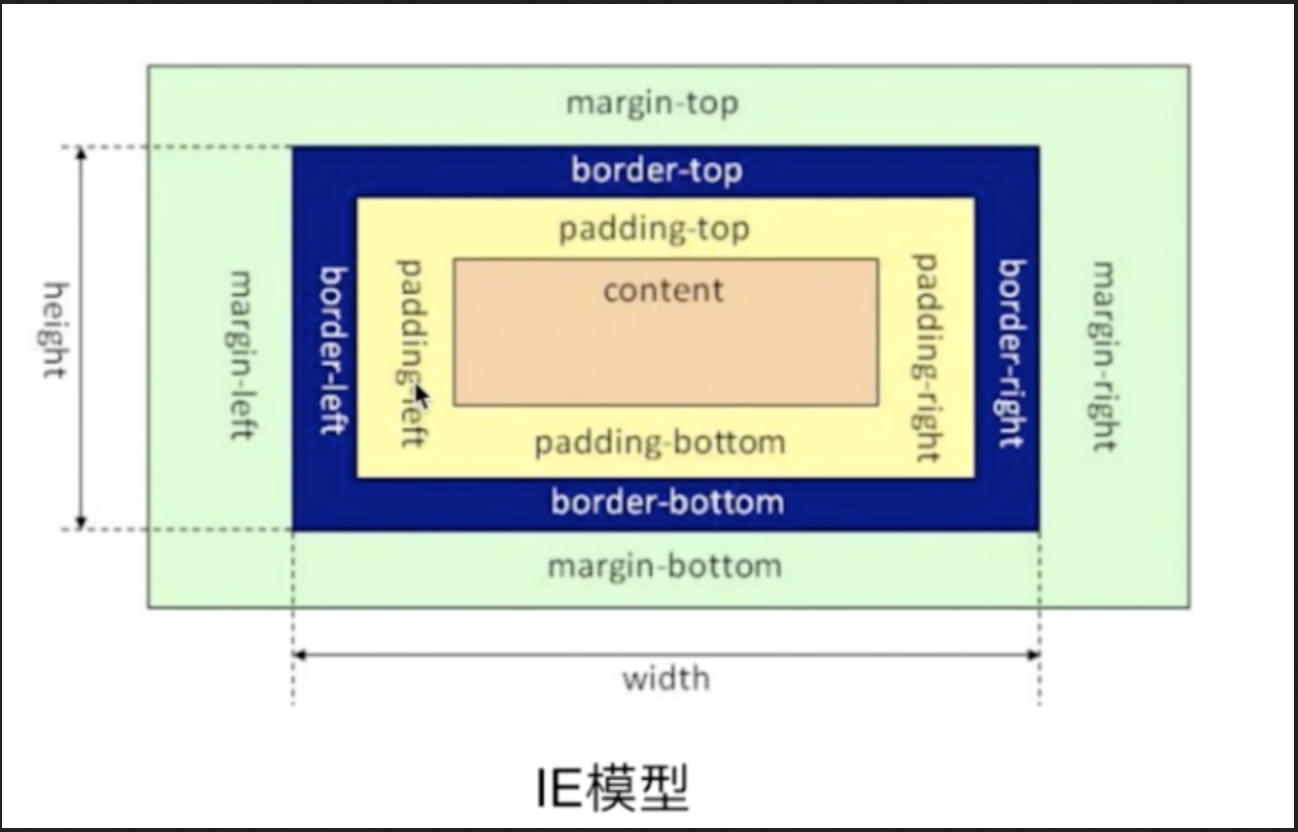 margin-top
border-top
padding-top
content
height
margin-left
border-left
padding-left
padding-right
border-right
margin-right
padding-bottom
border-bottom
margin-bottom
width
IE模型